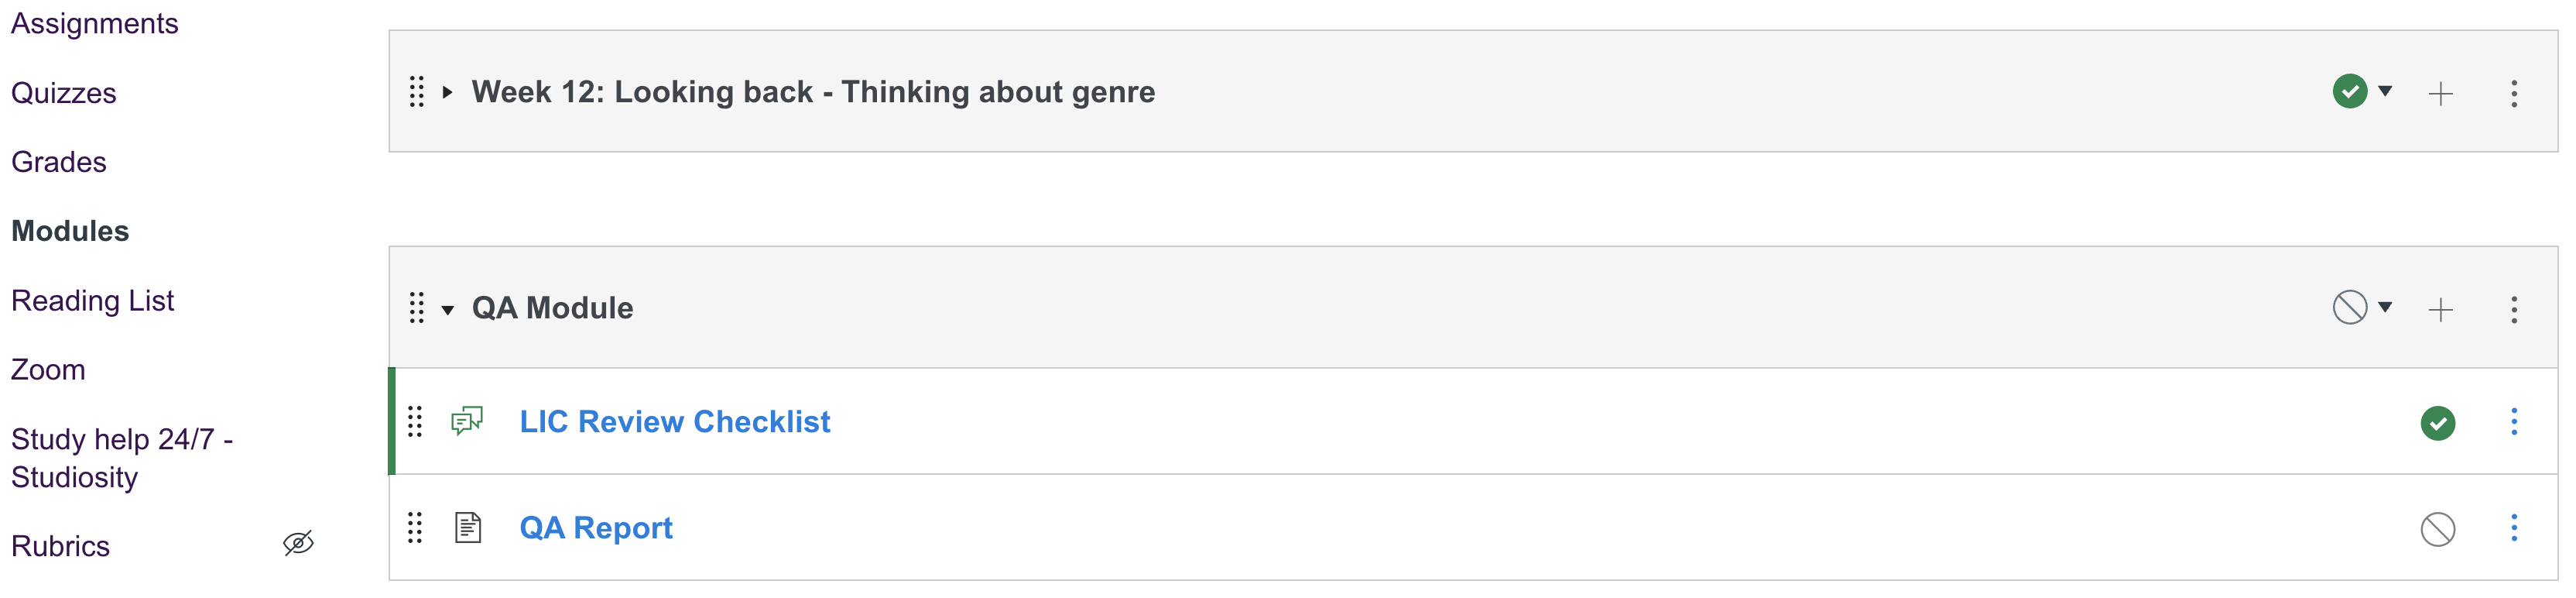 Assignments
Quizzes
Grades
Modules
Reading List
Zoom
Study help 24/7 -
Studiosity
Rubrics
Week 12: Looking back - Thinking about genre
QA Module
LIC Review Checklist
QA Report